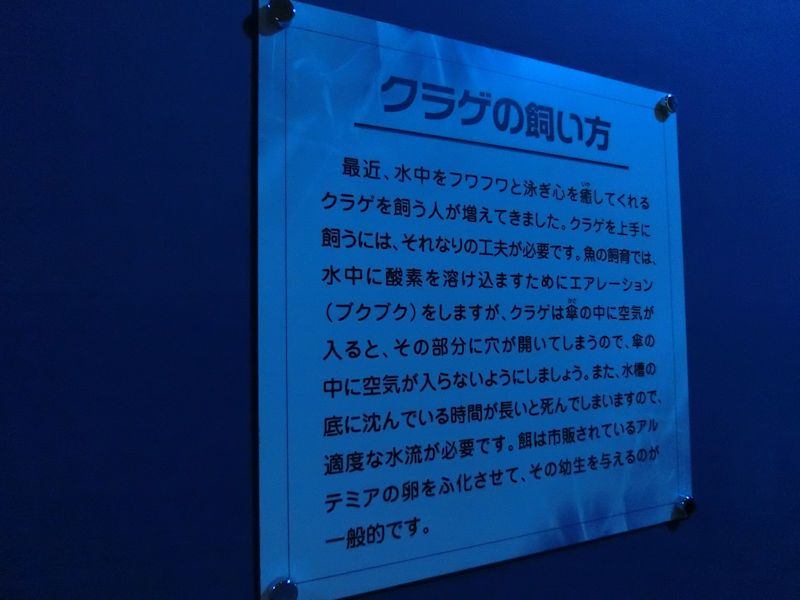 クラゲの飼い方
最近、水中をフワフワと泳ぎ心を癒してくれる
クラゲを飼う人が増えてきました。クラゲを上手に
飼うには、それなりの工夫が必要です。魚の飼育では、
水中に酸素を溶け込ますためにエアレーション
（ブクブク）をしますが、クラゲは傘の中に空気が
入ると、その部分に穴が開いてしまうので、傘の
中に空気が入らないようにしましょう。また、水槽の
底に沈んでいる時間が長いと死んでしまいますので、
適度な水流が必要です。餌は市販されているアル
テミアの卵をふ化させて、その幼生を与えるのが
一般的です。